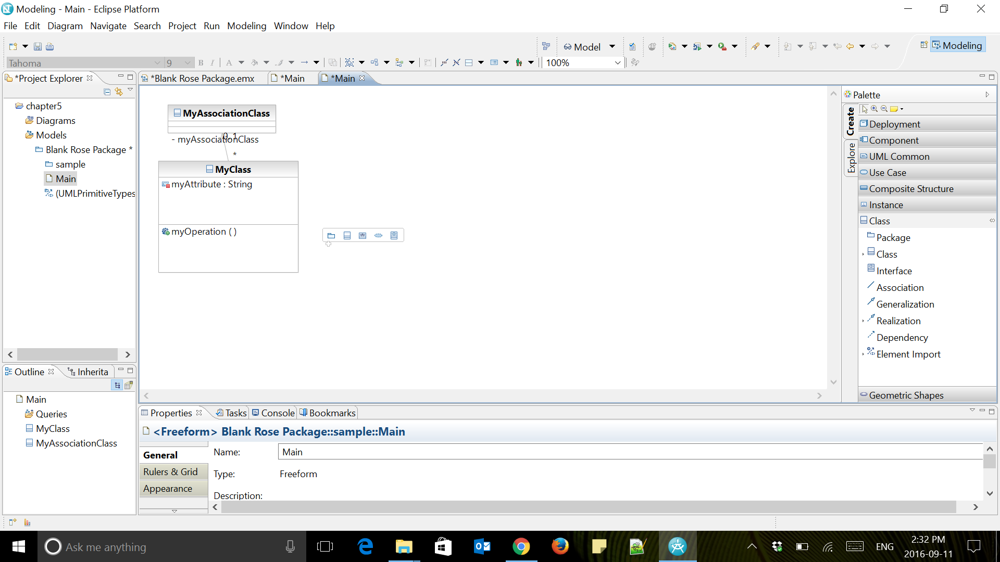 Modeling - Main - Eclipse Platform
File Edit Diagram Navigate Search Project Run Modeling Window Help
Model
Modeling
Tahoma 9 B I A 100%
*Project Explorer
*Blank Rose Package.emx *Main *Main
chapter5
Diagrams
Models
Blank Rose Package *
sample
Main
(UMLPrimitiveTypes
MyAssociationClass
0..1
- myAssociationClass
*
MyClass
myAttribute : String
myOperation ( )
Palette
Create
Explore
Deployment
Component
UML Common
Use Case
Composite Structure
Instance
Class
Package
Class
Interface
Association
Generalization
Realization
Dependency
Element Import
Geometric Shapes
Outline Inherita
Main
Queries
MyClass
MyAssociationClass
Properties Tasks Console Bookmarks
<Freeform> Blank Rose Package::sample::Main
General
Rulers & Grid
Appearance
Name: Main
Type: Freeform
Description:
Ask me anything
ENG
2:32 PM
2016-09-11